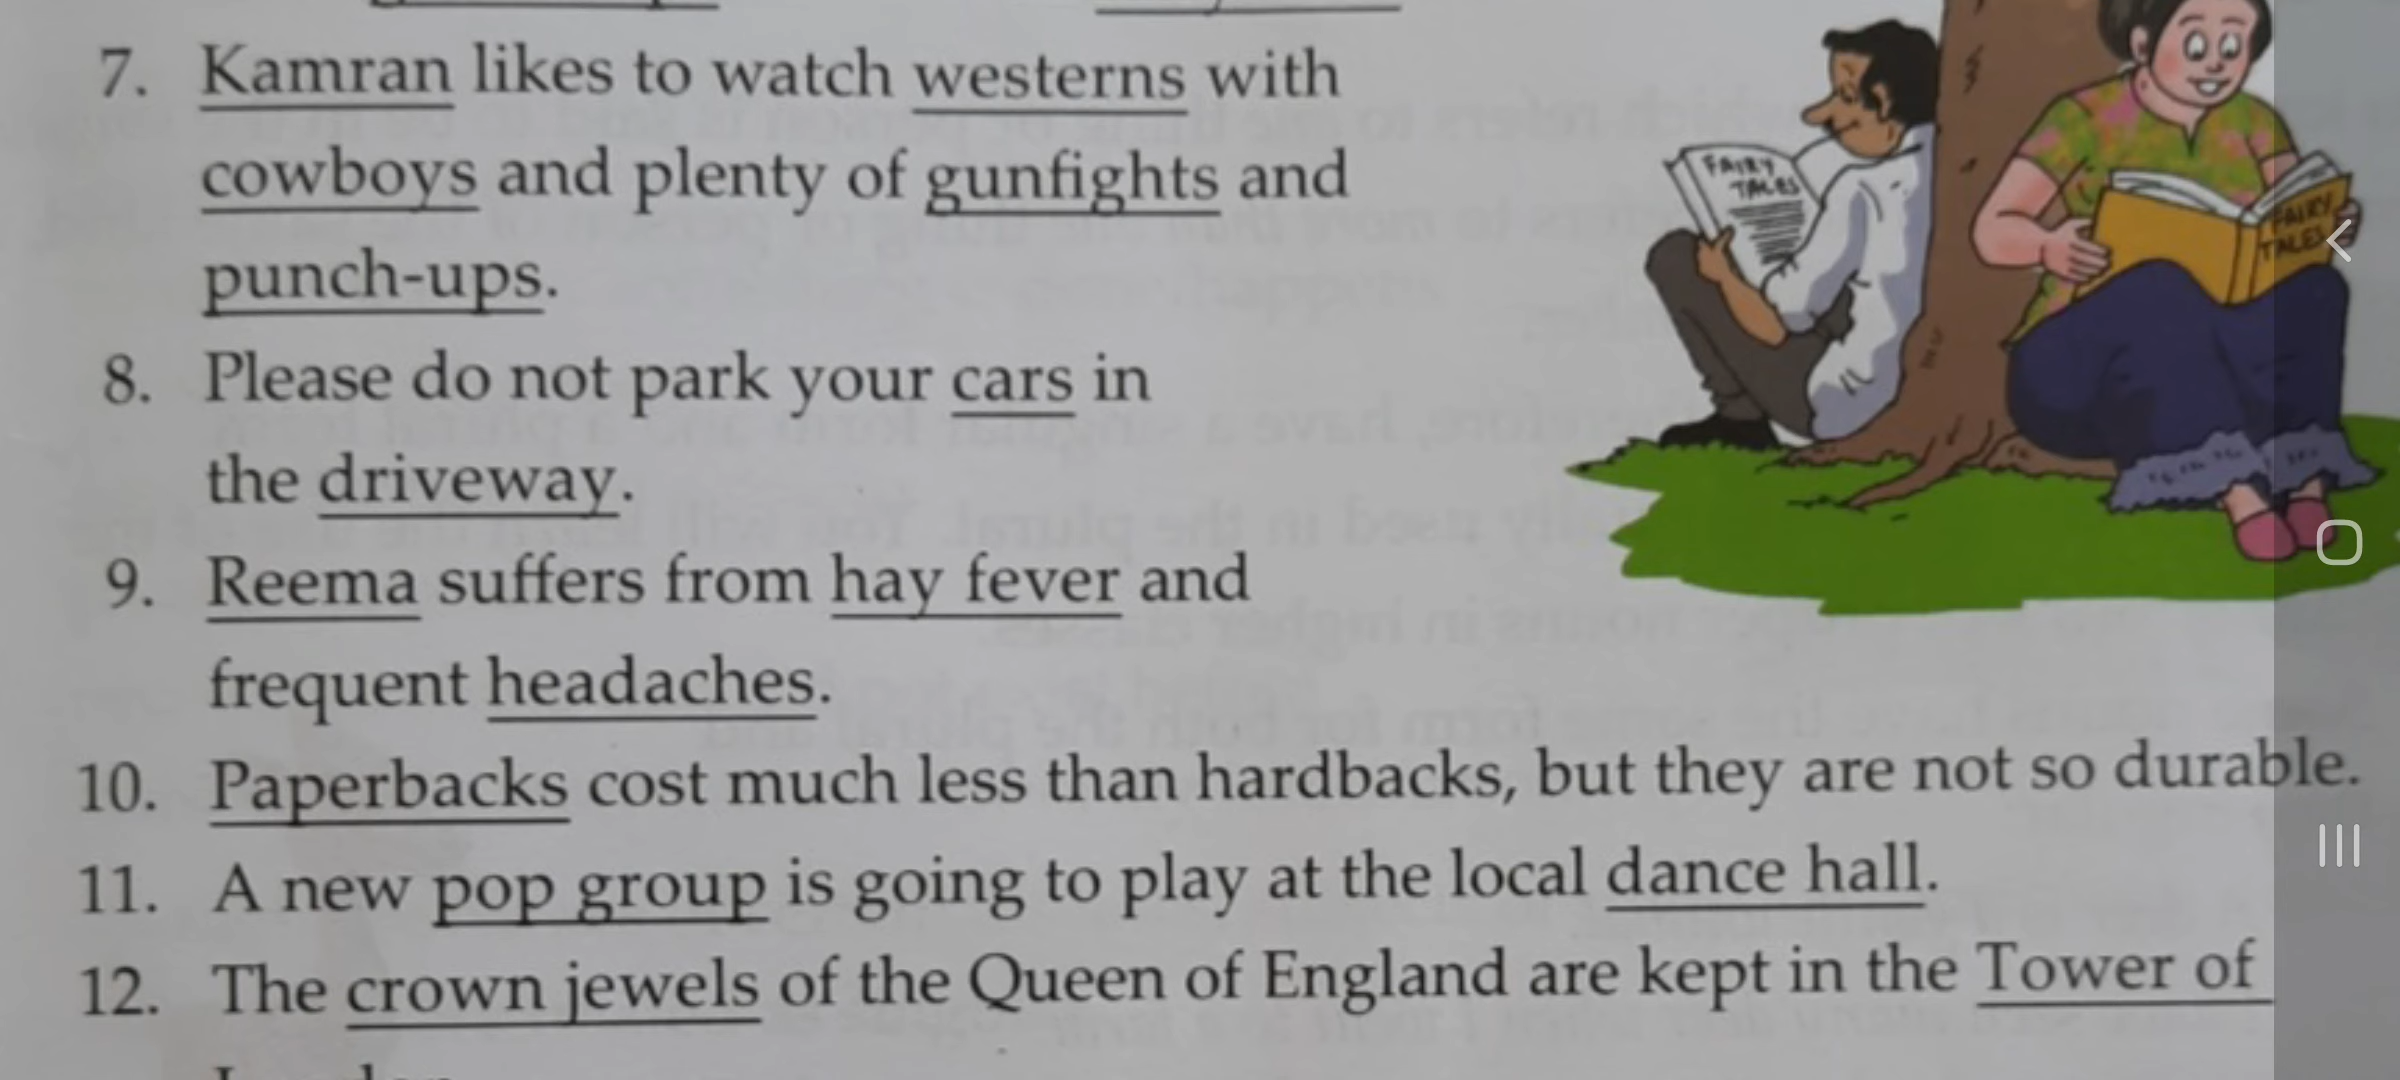 7. Kamran likes to watch westerns with
cowboys and plenty of gunfights and
punch-ups.
8. Please do not park your cars in
the driveway.
9. Reema suffers from hay fever and
frequent headaches.
10. Paperbacks cost much less than hardbacks, but they are not so durable.
11. A new pop group is going to play at the local dance hall.
12. The crown jewels of the Queen of England are kept in the Tower of
FAIRY
TALES
FAIRY
TALES